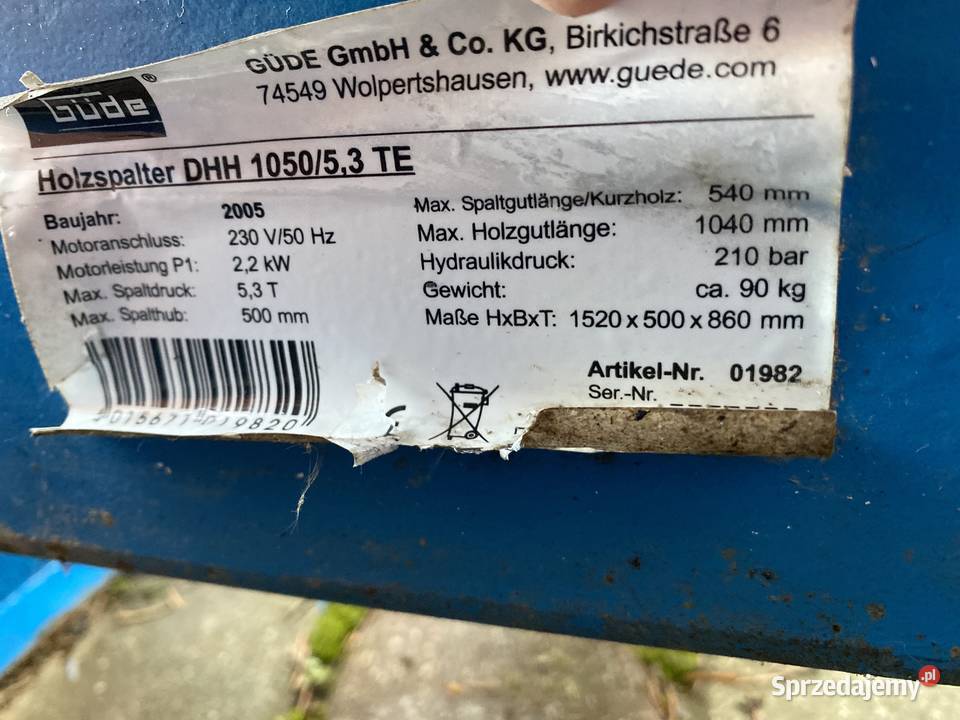 GÜDE GmbH & Co. KG, Birkichstraße 6
74549 Wolpertshausen, www.guede.com
GÜDE®
Holzspalter DHH 1050/5,3 TE
Baujahr: 2005
Motoranschluss: 230 V/50 Hz
Motorleistung P1: 2,2 kW
Max. Spaltdruck: 5,3 T
Max. Spalthub: 500 mm
Max. Spaltgutlänge/Kurzholz: 540 mm
Max. Holzgutlänge: 1040 mm
Hydraulikdruck: 210 bar
Gewicht: ca. 90 kg
Maße HxBxT: 1520 x 500 x 860 mm
Artikel-Nr. 01982
Ser.-Nr.
Sprzedajemy.pl